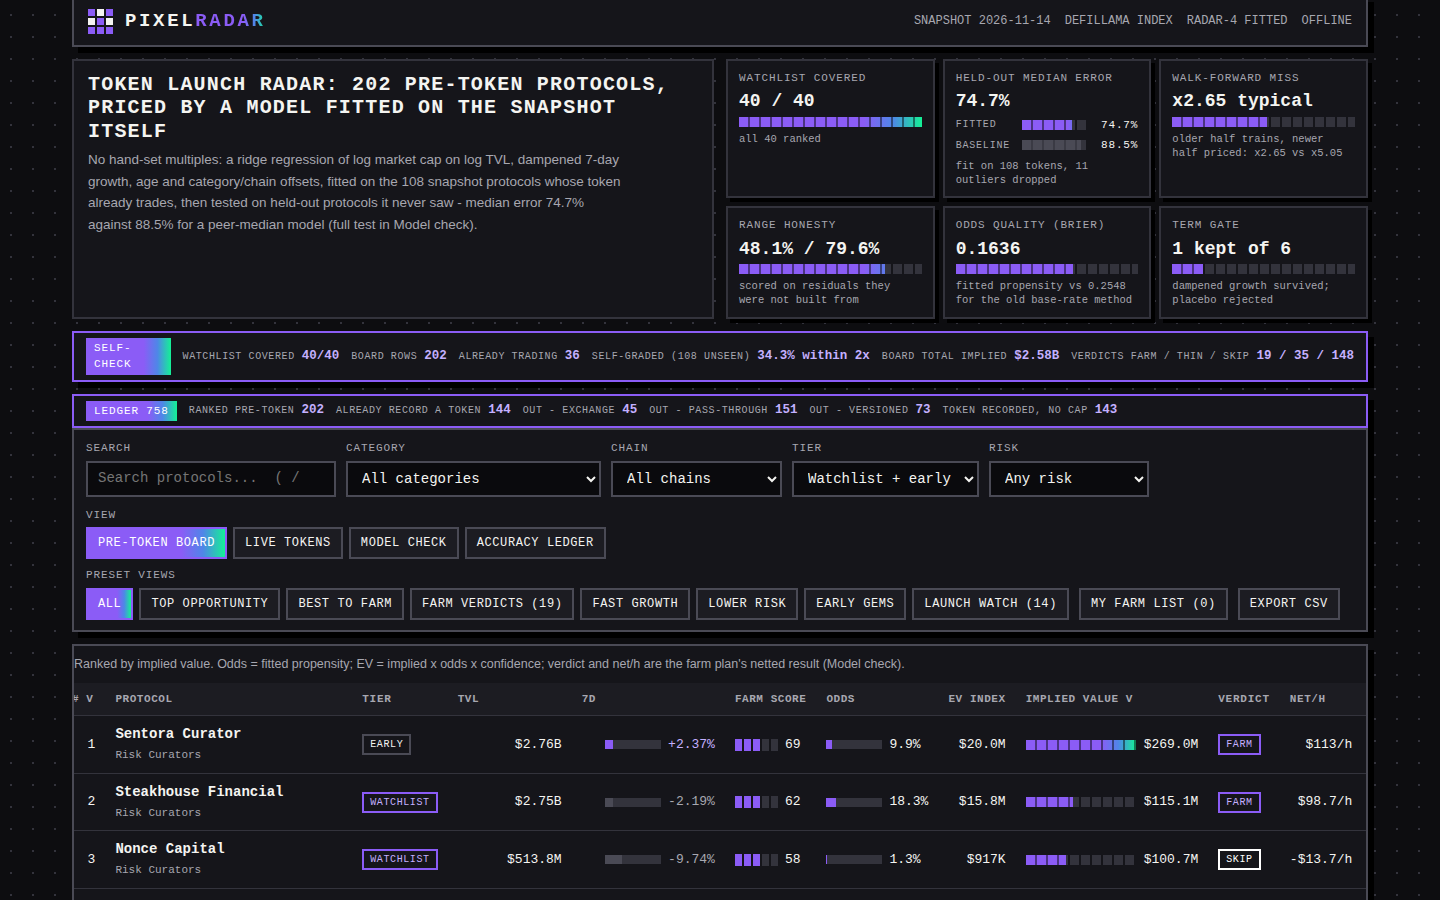 PIXELRADAR
SNAPSHOT 2026-11-14 DEFILLAMA INDEX RADAR-4 FITTED OFFLINE
TOKEN LAUNCH RADAR: 202 PRE-TOKEN PROTOCOLS,
PRICED BY A MODEL FITTED ON THE SNAPSHOT
ITSELF
No hand-set multiples: a ridge regression of log market cap on log TVL, dampened 7-day
growth, age and category/chain offsets, fitted on the 108 snapshot protocols whose token
already trades, then tested on held-out protocols it never saw - median error 74.7%
against 88.5% for a peer-median model (full test in Model check).
WATCHLIST COVERED
40 / 40
all 40 ranked
HELD-OUT MEDIAN ERROR
74.7%
FITTED 74.7%
BASELINE 88.5%
fit on 108 tokens, 11
outliers dropped
WALK-FORWARD MISS
x2.65 typical
older half trains, newer
half priced: x2.65 vs x5.05
RANGE HONESTY
48.1% / 79.6%
scored on residuals they
were not built from
ODDS QUALITY (BRIER)
0.1636
fitted propensity vs 0.2548
for the old base-rate method
TERM GATE
1 kept of 6
dampened growth survived;
placebo rejected
SELF-
CHECK
WATCHLIST COVERED 40/40 BOARD ROWS 202 ALREADY TRADING 36 SELF-GRADED (108 UNSEEN) 34.3% within 2x BOARD TOTAL IMPLIED $2.58B VERDICTS FARM / THIN / SKIP 19 / 35 / 148
LEDGER 758 RANKED PRE-TOKEN 202 ALREADY RECORD A TOKEN 144 OUT - EXCHANGE 45 OUT - PASS-THROUGH 151 OUT - VERSIONED 73 TOKEN RECORDED, NO CAP 143
SEARCH CATEGORY CHAIN TIER RISK
Search protocols... ( / All categories All chains Watchlist + early Any risk
VIEW
PRE-TOKEN BOARD LIVE TOKENS MODEL CHECK ACCURACY LEDGER
PRESET VIEWS
ALL TOP OPPORTUNITY BEST TO FARM FARM VERDICTS (19) FAST GROWTH LOWER RISK EARLY GEMS LAUNCH WATCH (14) MY FARM LIST (0) EXPORT CSV
Ranked by implied value. Odds = fitted propensity; EV = implied x odds x confidence; verdict and net/h are the farm plan's netted result (Model check).
# V PROTOCOL TIER TVL 7D FARM SCORE ODDS EV INDEX IMPLIED VALUE V VERDICT NET/H
1 Sentora Curator EARLY $2.76B +2.37% 69 9.9% $20.0M $269.0M FARM $113/h
Risk Curators
2 Steakhouse Financial WATCHLIST $2.75B -2.19% 62 18.3% $15.8M $115.1M FARM $98.7/h
Risk Curators
3 Nonce Capital WATCHLIST $513.8M -9.74% 58 1.3% $917K $100.7M SKIP -$13.7/h
Risk Curators